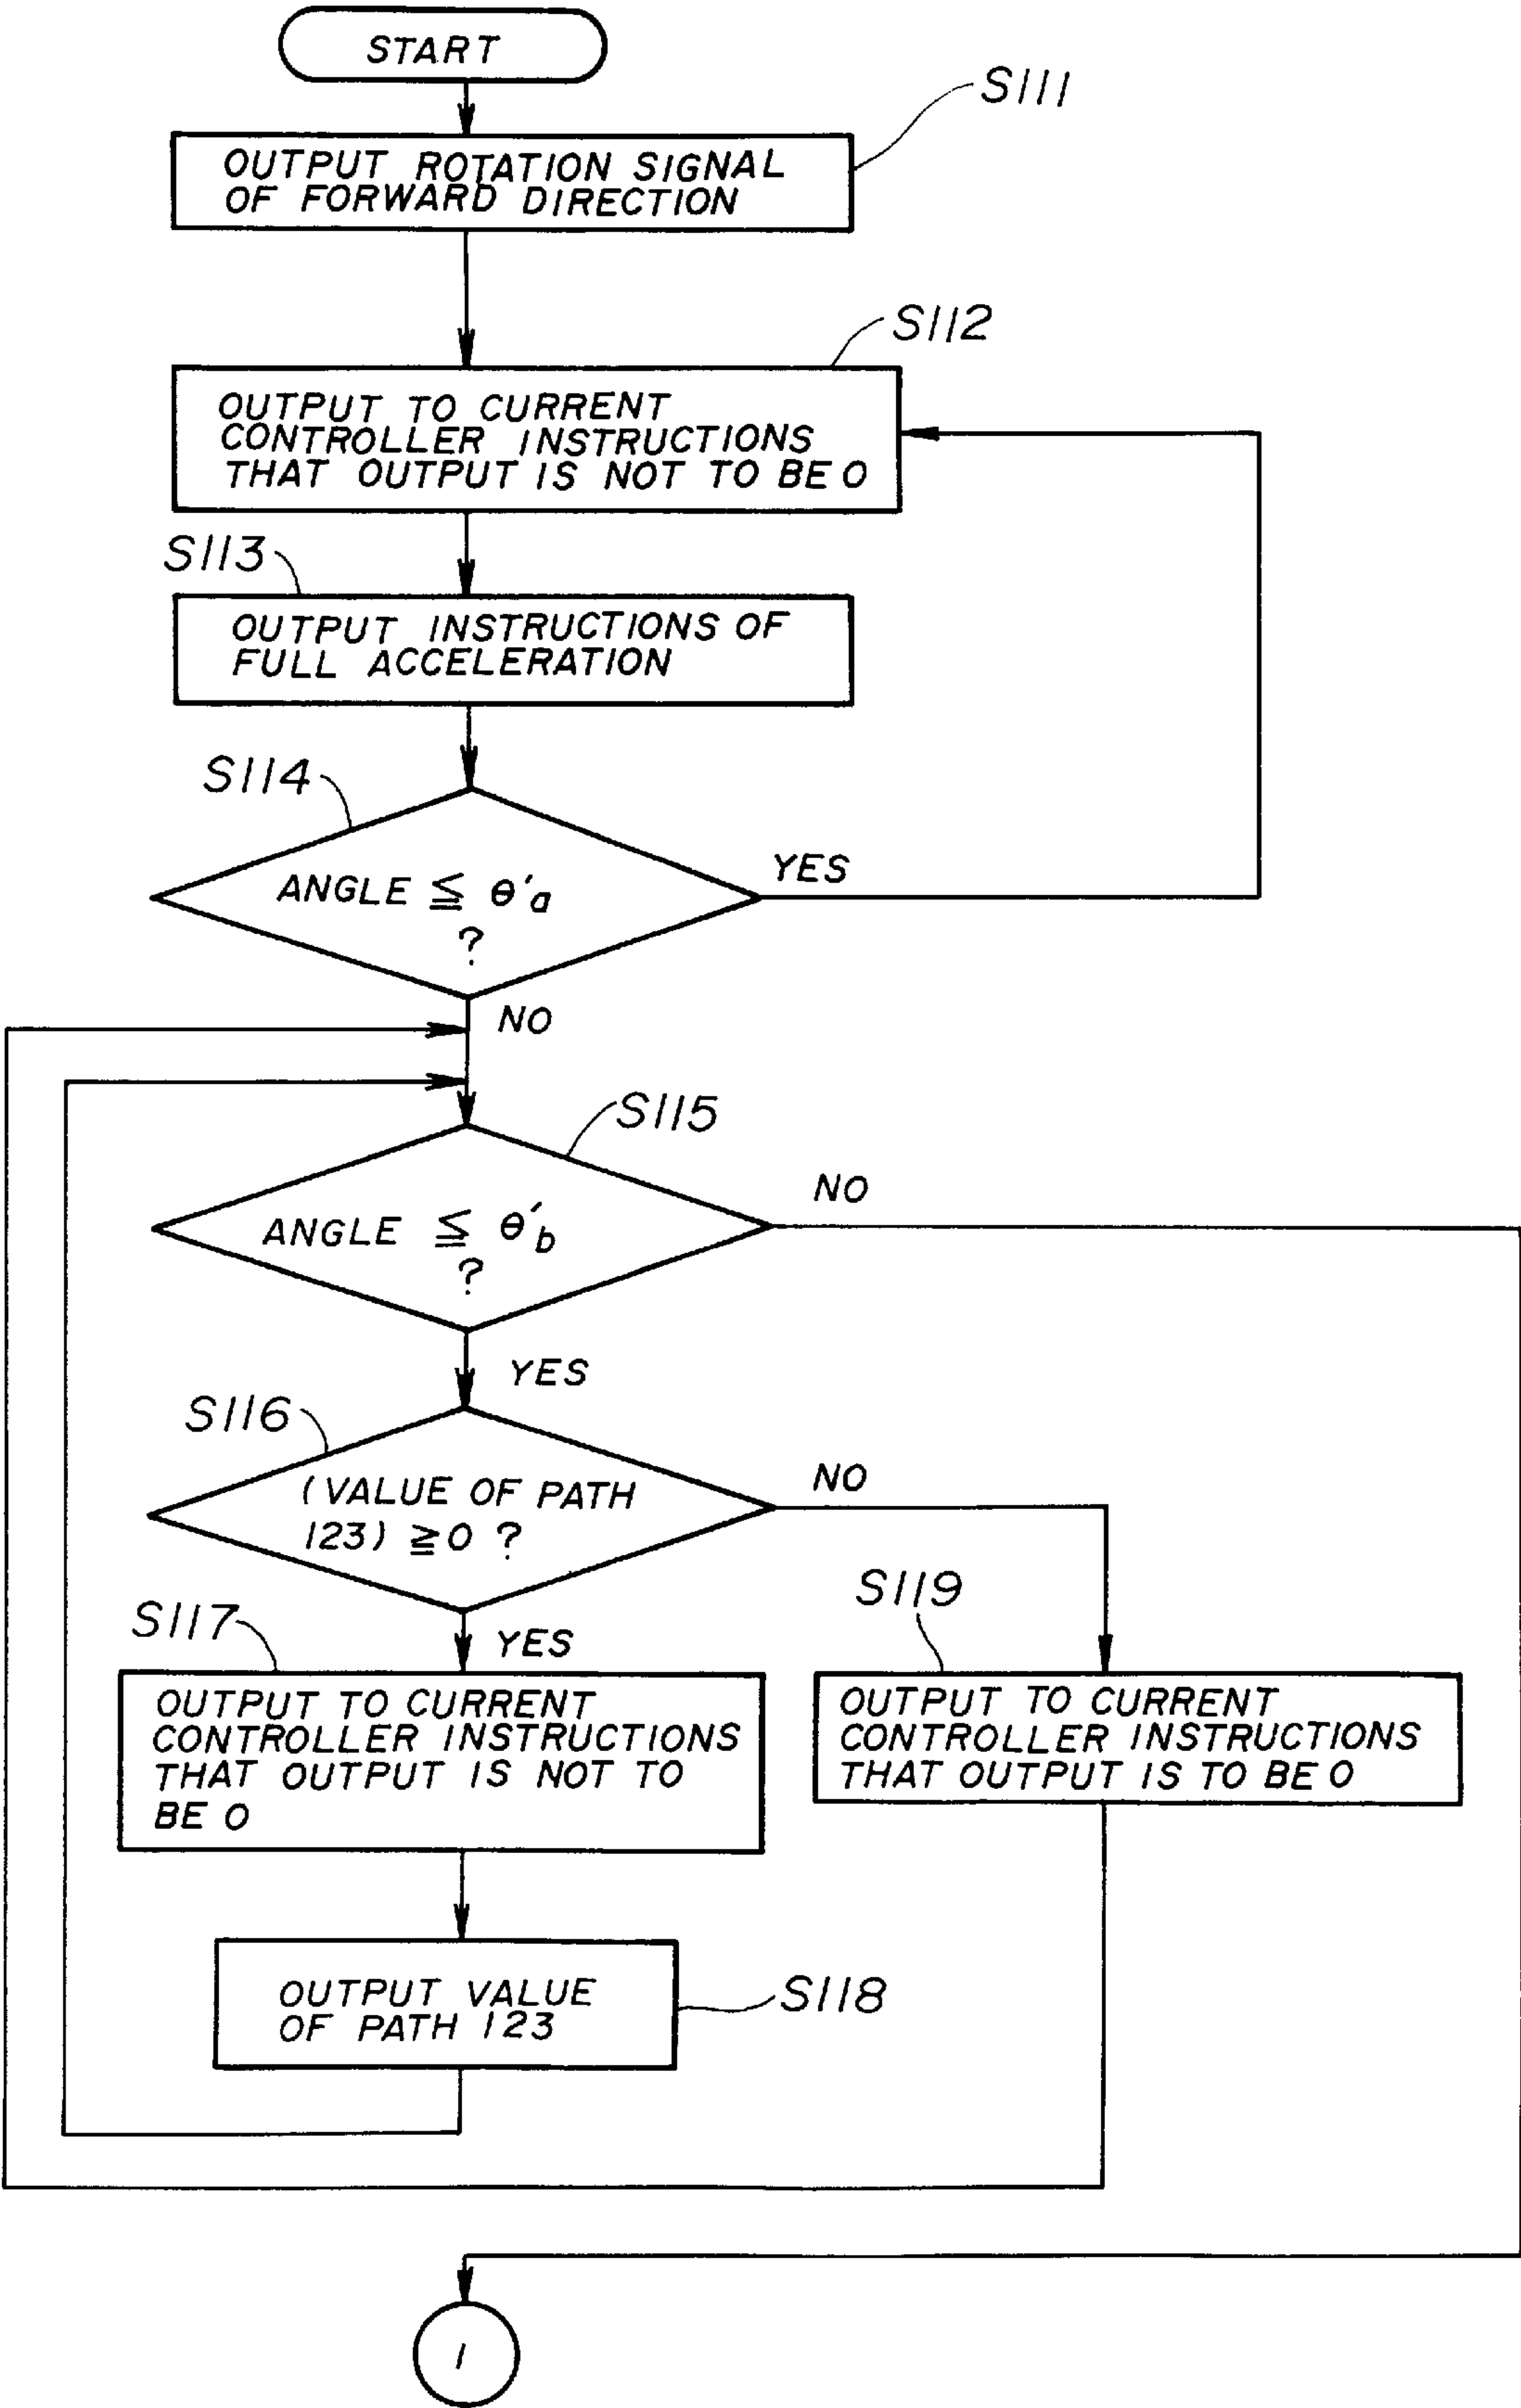 START
S111
OUTPUT ROTATION SIGNAL
OF FORWARD DIRECTION
S112
OUTPUT TO CURRENT
CONTROLLER INSTRUCTIONS
THAT OUTPUT IS NOT TO BE 0
S113
OUTPUT INSTRUCTIONS OF
FULL ACCELERATION
S114
ANGLE ≦ θ'a
?
YES
NO
S115
ANGLE ≦ θ'b
?
NO
YES
S116
(VALUE OF PATH
123) ≧0 ?
NO
YES
S117
OUTPUT TO CURRENT
CONTROLLER INSTRUCTIONS
THAT OUTPUT IS NOT TO
BE 0
S119
OUTPUT TO CURRENT
CONTROLLER INSTRUCTIONS
THAT OUTPUT IS TO BE 0
OUTPUT VALUE
OF PATH 123
S118
1